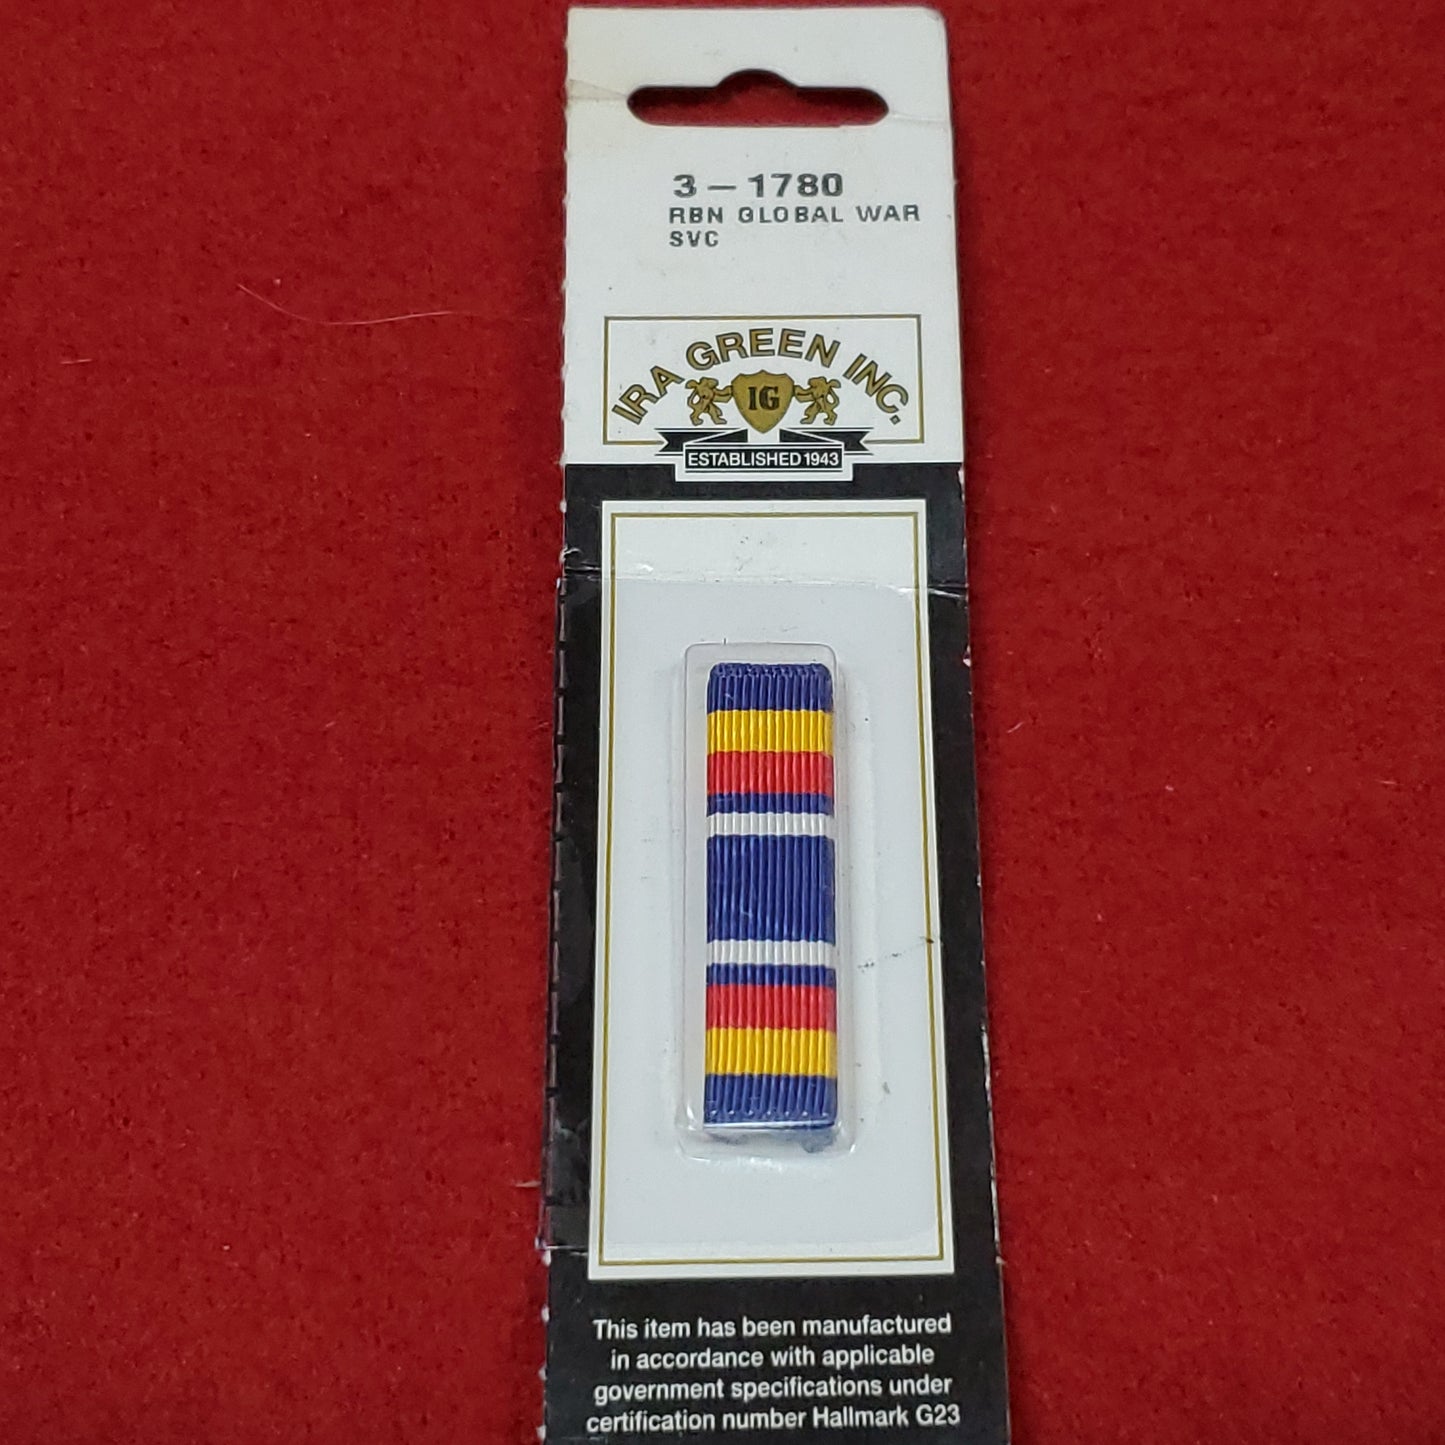 3 – 1780
RBN GLOBAL WAR
SVC
IRA GREEN INC.
IG
ESTABLISHED 1943
This item has been manufactured
in accordance with applicable
government specifications under
certification number Hallmark G23